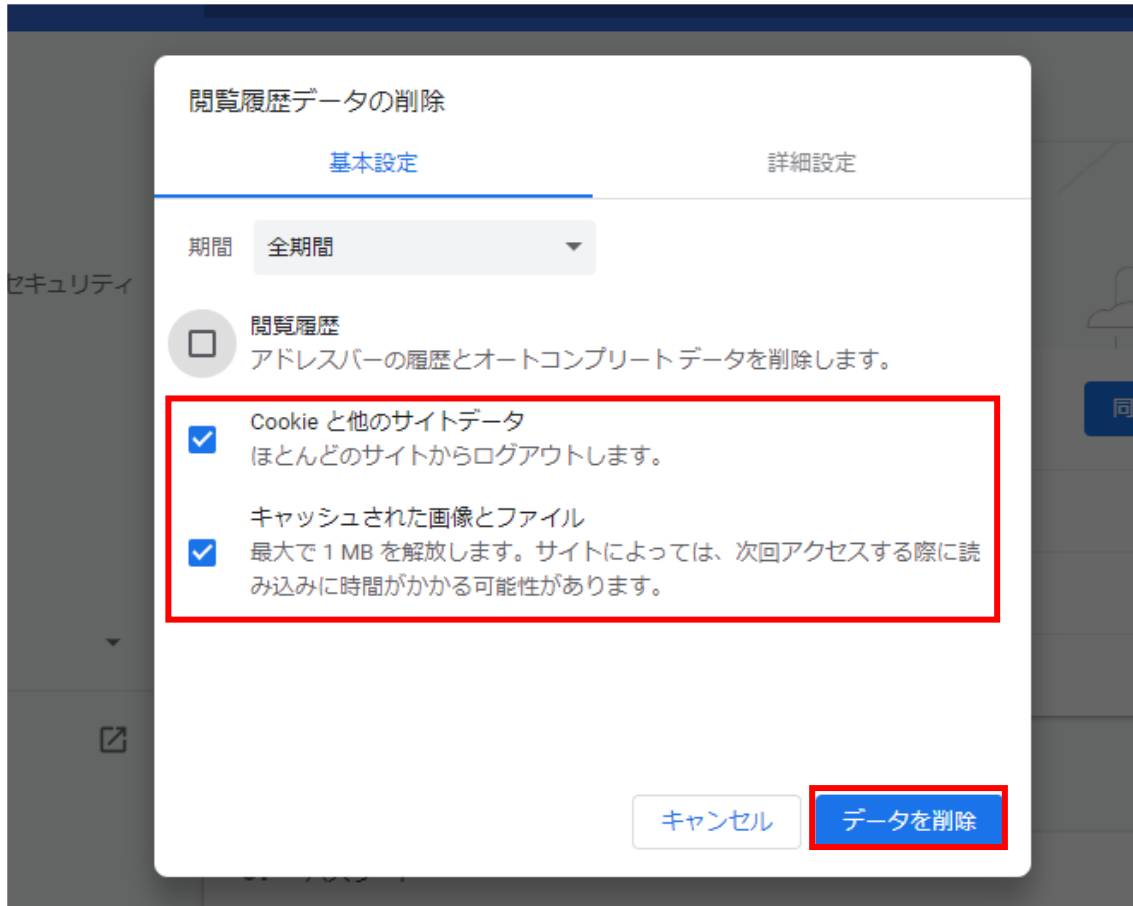 閲覧履歴データの削除
基本設定
詳細設定
期間
全期間
セキュリティ
閲覧履歴
アドレスバーの履歴とオートコンプリート データを削除します。
Cookie と他のサイトデータ
ほとんどのサイトからログアウトします。
同
キャッシュされた画像とファイル
最大で 1 MB を解放します。サイトによっては、次回アクセスする際に読
み込みに時間がかかる可能性があります。
キャンセル
データを削除